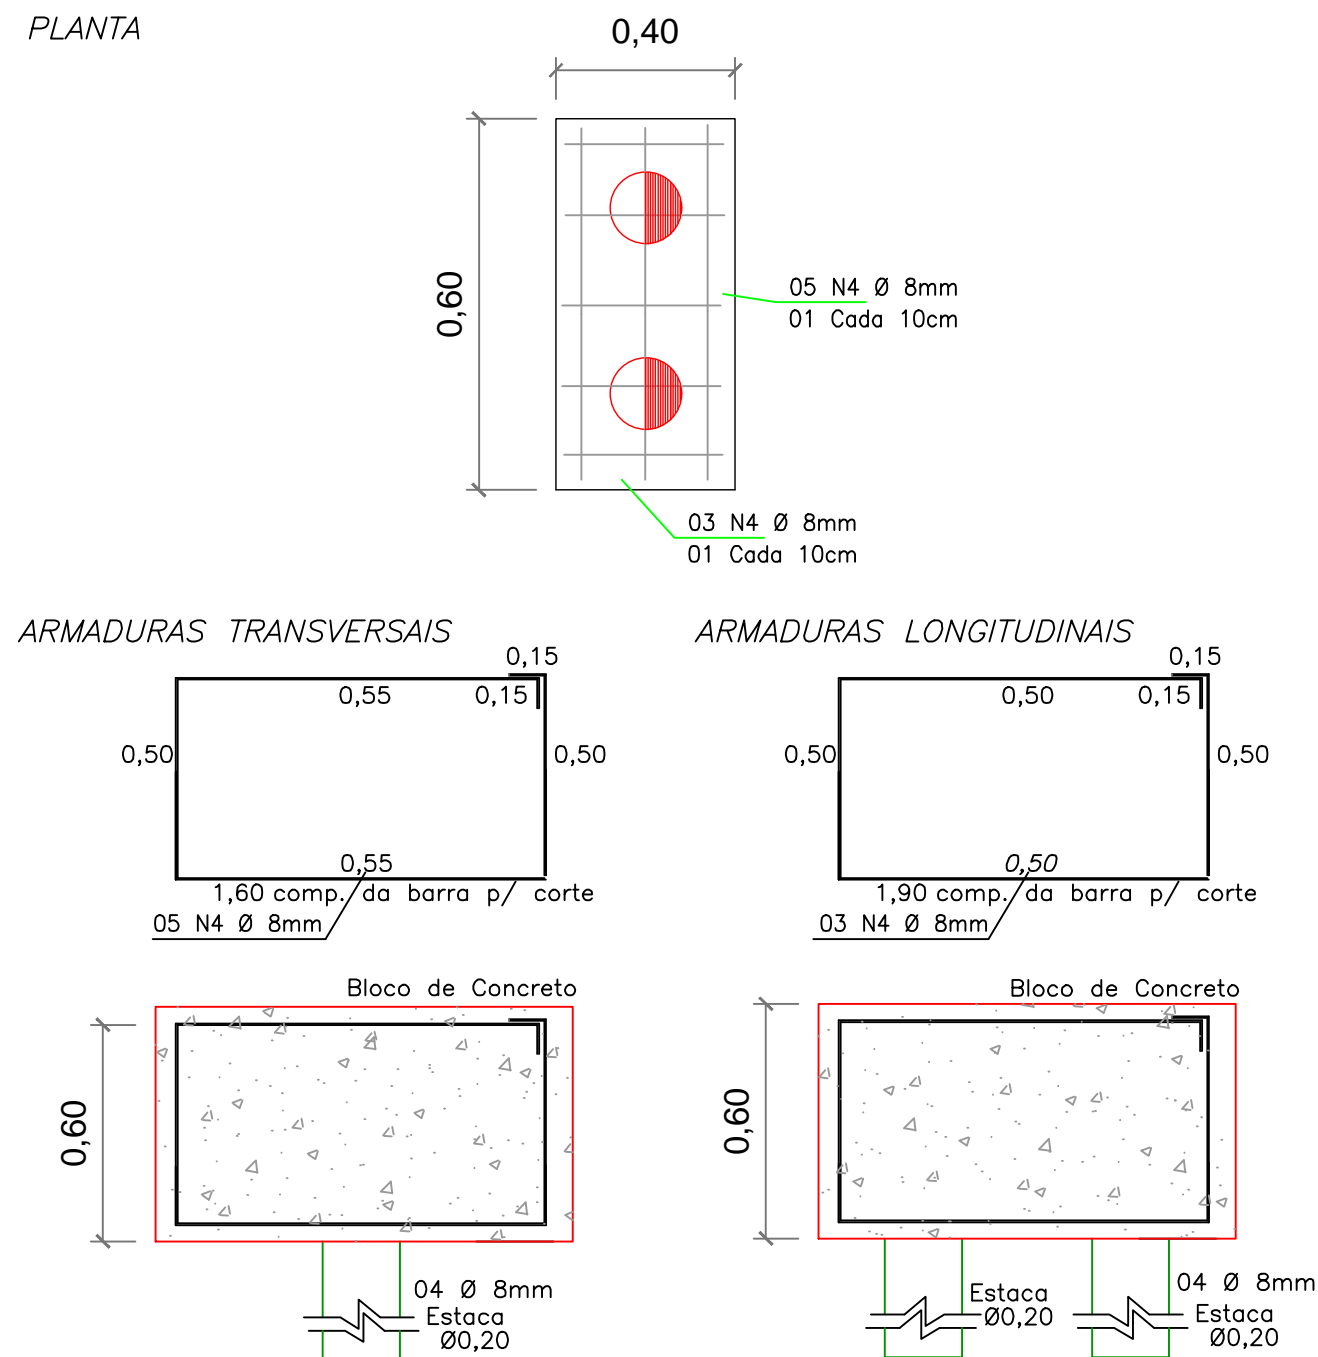 PLANTA
0,40
0,60
05 N4 Ø 8mm
01 Cada 10cm
03 N4 Ø 8mm
01 Cada 10cm
ARMADURAS TRANSVERSAIS
0,15
0,55
0,15
0,50
0,50
0,55
1,60 comp. da barra p/ corte
05 N4 Ø 8mm
ARMADURAS LONGITUDINAIS
0,15
0,50
0,15
0,50
0,50
0,50
1,90 comp. da barra p/ corte
03 N4 Ø 8mm
Bloco de Concreto
0,60
04 Ø 8mm
Estaca
Ø0,20
Bloco de Concreto
0,60
Estaca
Ø0,20
04 Ø 8mm
Estaca
Ø0,20